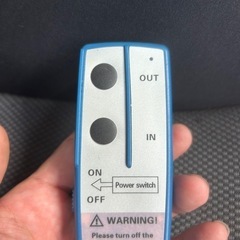 OUT
IN
ON
Power switch
OFF
WARNING!
Please turn off the